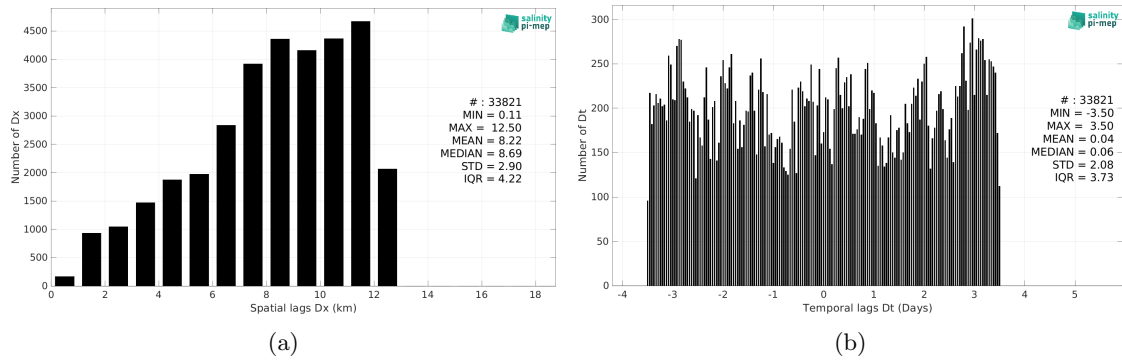 salinity
pi-mep
4500
4000
3500
3000
2500
2000
1500
1000
500
0
Number of Dx
# : 33821
MIN = 0.11
MAX = 12.50
MEAN = 8.22
MEDIAN = 8.69
STD = 2.90
IQR = 4.22
0 2 4 6 8 10 12 14 16 18
Spatial lags Dx (km)
(a)
salinity
pi-mep
300
250
200
150
100
50
0
Number of Dt
# : 33821
MIN = -3.50
MAX = 3.50
MEAN = 0.04
MEDIAN = 0.06
STD = 2.08
IQR = 3.73
-4 -3 -2 -1 0 1 2 3 4 5
Temporal lags Dt (Days)
(b)